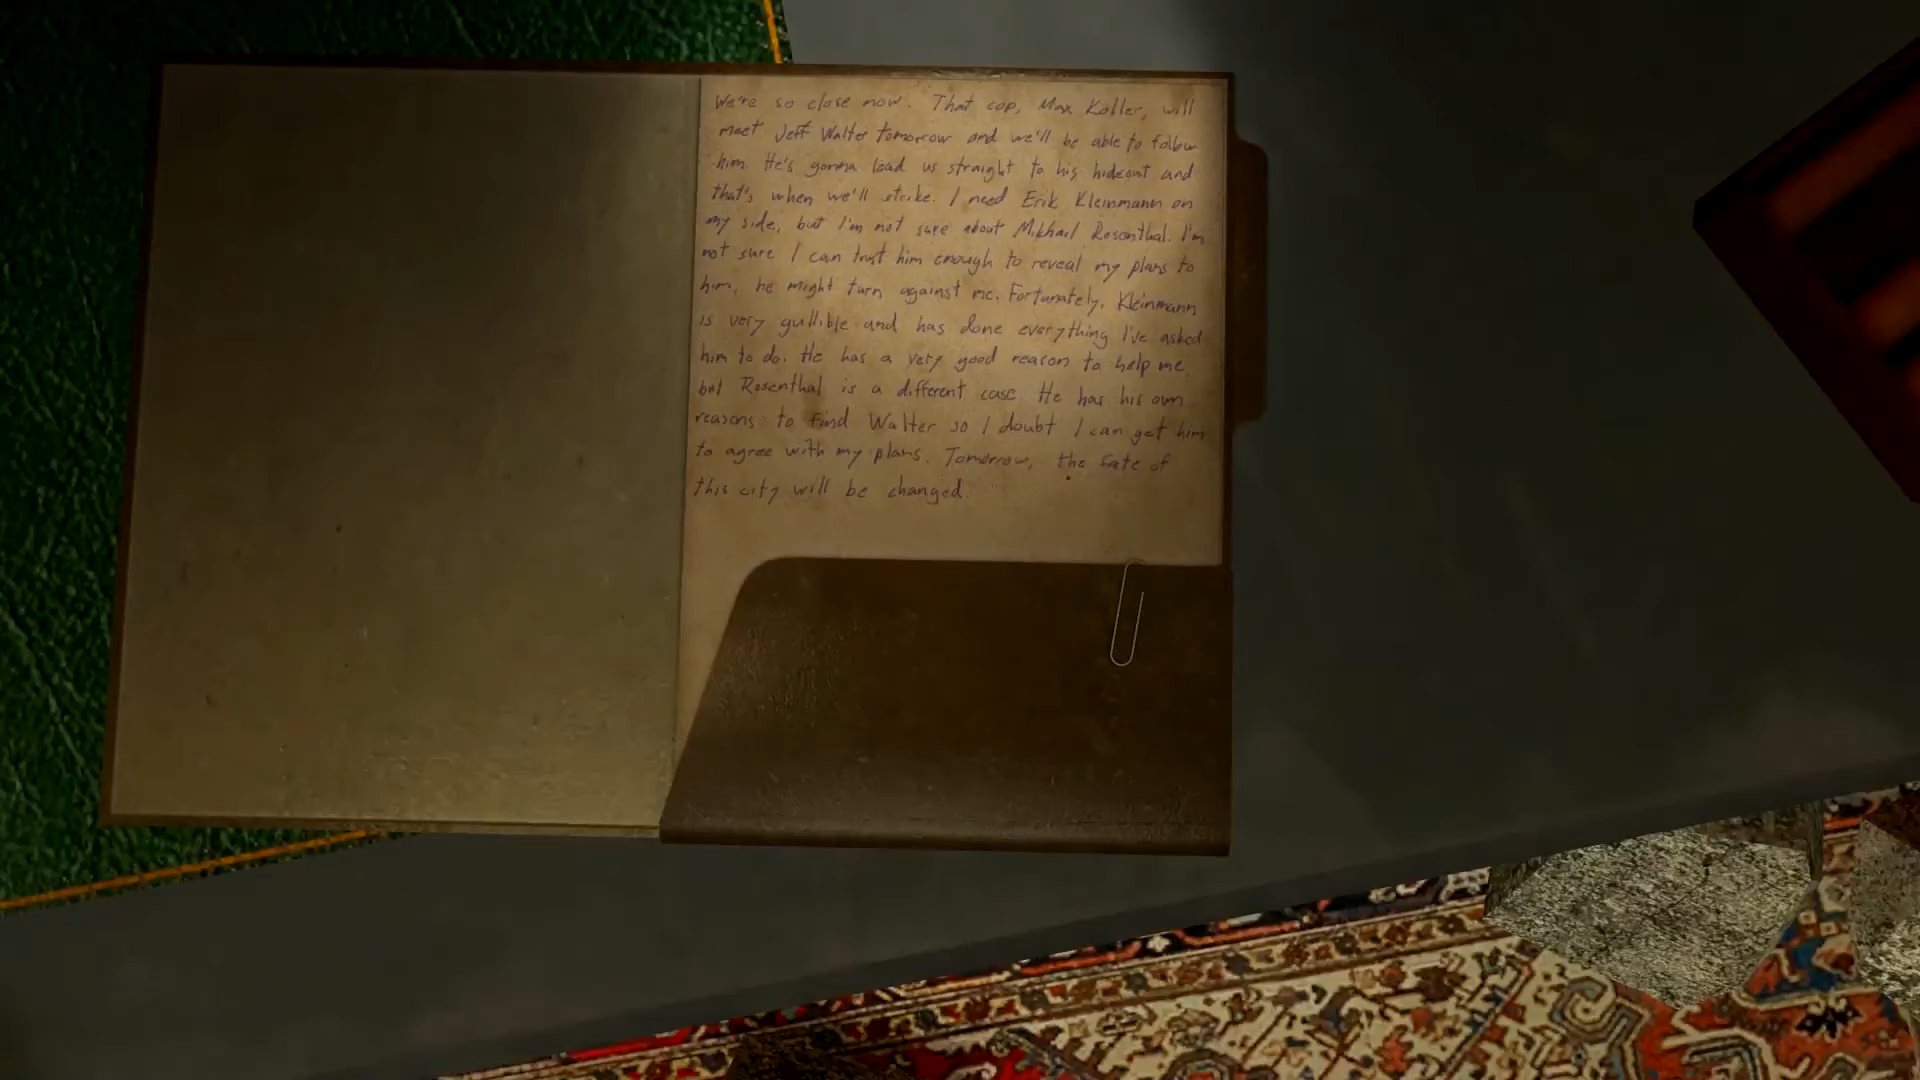 We're so close now. That cop, Max Koller, will
meet Jeff Walter tomorrow and we'll be able to follow
him. He's gonna lead us straight to his hideout and
that's when we'll strike. I need Erik Kleinmann on
my side, but I'm not sure about Mikhail Rosenthal. I'm
not sure I can trust him enough to reveal my plans to
him, he might turn against me. Fortunately, Kleinmann
is very gullible and has done everything I've asked
him to do. He has a very good reason to help me,
but Rosenthal is a different case. He has his own
reasons to find Walter so I doubt I can get him
to agree with my plans. Tomorrow, the fate of
this city will be changed.